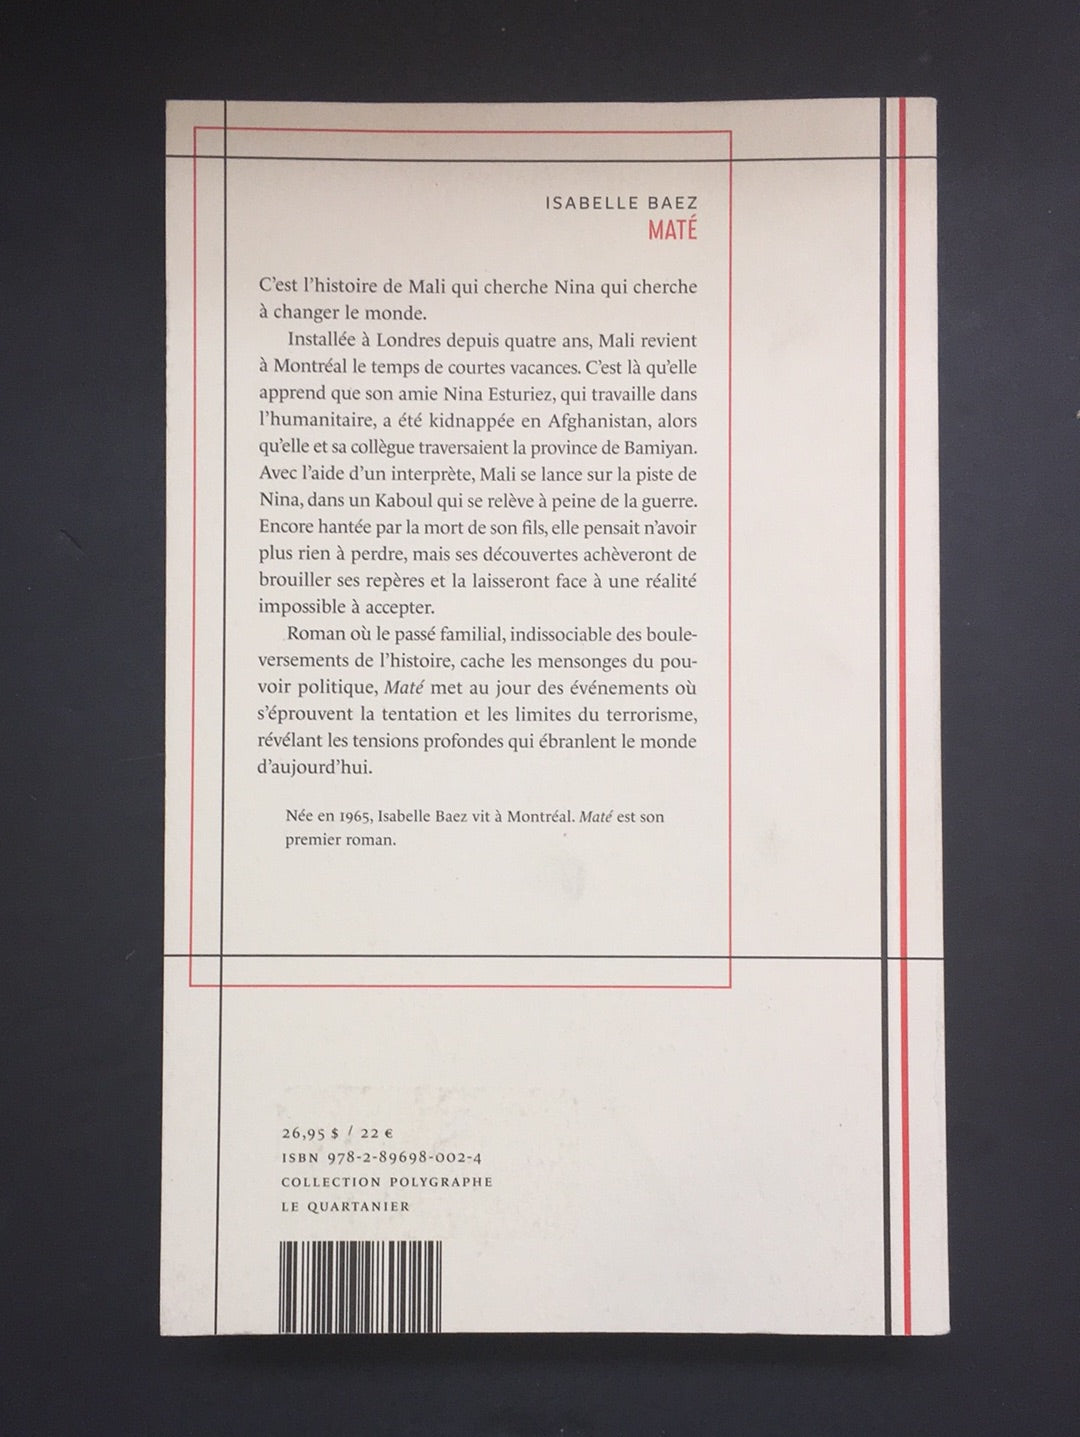 ISABELLE BAEZ
MATÉ
C'est l'histoire de Mali qui cherche Nina qui cherche
à changer le monde.
Installée à Londres depuis quatre ans, Mali revient
à Montréal le temps de courtes vacances. C'est là qu'elle
apprend que son amie Nina Esturiez, qui travaille dans
l'humanitaire, a été kidnappée en Afghanistan, alors
qu'elle et sa collègue traversaient la province de Bamiyan.
Avec l'aide d'un interprète, Mali se lance sur la piste de
Nina, dans un Kaboul qui se relève à peine de la guerre.
Encore hantée par la mort de son fils, elle pensait n'avoir
plus rien à perdre, mais ses découvertes achèveront de
brouiller ses repères et la laisseront face à une réalité
impossible à accepter.
Roman où le passé familial, indissociable des boule-
versements de l'histoire, cache les mensonges du pou-
voir politique, Maté met au jour des événements où
s'éprouvent la tentation et les limites du terrorisme,
révélant les tensions profondes qui ébranlent le monde
d'aujourd'hui.
Née en 1965, Isabelle Baez vit à Montréal. Maté est son
premier roman.
26,95 $ / 22 €
ISBN 978-2-89698-002-4
COLLECTION POLYGRAPHE
LE QUARTANIER